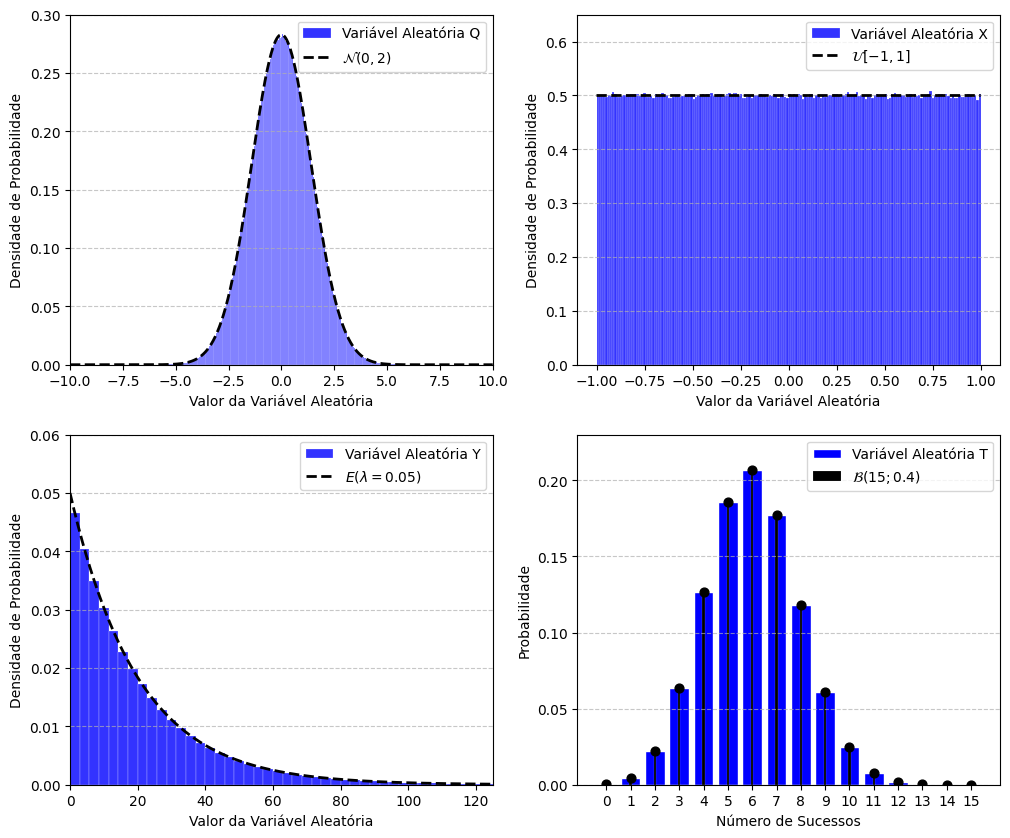 Variável Aleatória Q
𝒩(0, 2)
0.30
0.25
0.20
0.15
0.10
0.05
0.00
Densidade de Probabilidade
−10.0 −7.5 −5.0 −2.5 0.0 2.5 5.0 7.5 10.0
Valor da Variável Aleatória
Variável Aleatória X
𝒰[−1, 1]
0.6
0.5
0.4
0.3
0.2
0.1
0.0
Densidade de Probabilidade
−1.00 −0.75 −0.50 −0.25 0.00 0.25 0.50 0.75 1.00
Valor da Variável Aleatória
Variável Aleatória Y
E(λ = 0.05)
0.06
0.05
0.04
0.03
0.02
0.01
0.00
Densidade de Probabilidade
0 20 40 60 80 100 120
Valor da Variável Aleatória
Variável Aleatória T
ℬ(15; 0.4)
0.20
0.15
0.10
0.05
0.00
Probabilidade
0 1 2 3 4 5 6 7 8 9 10 11 12 13 14 15
Número de Sucessos